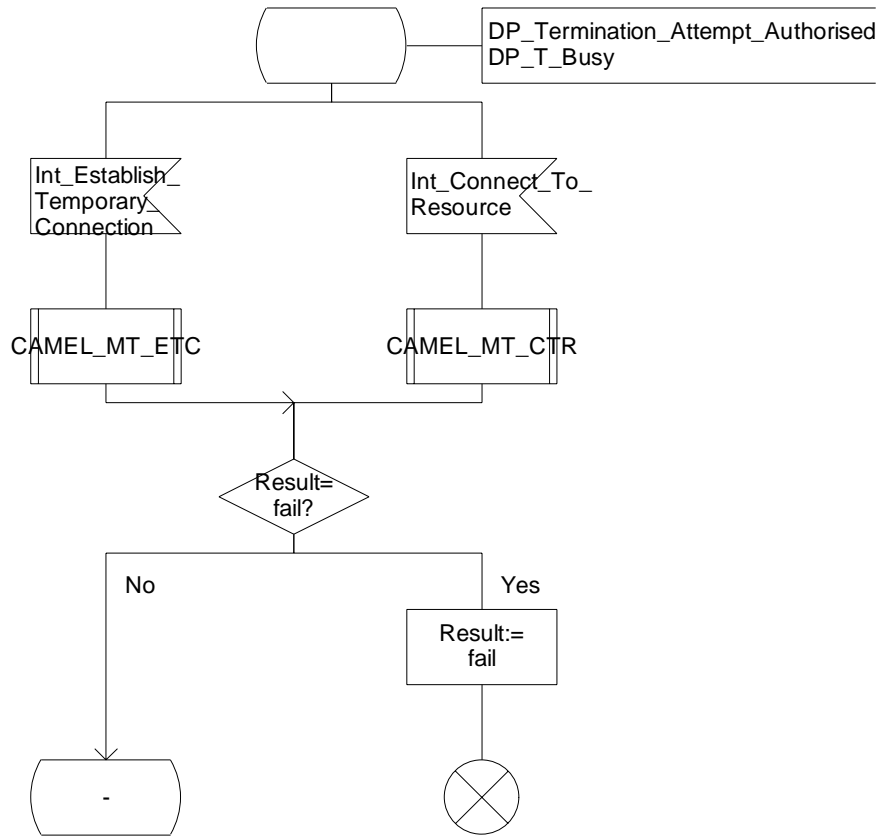 DP_Termination_Attempt_Authorised
DP_T_Busy
Int_Establish_
Temporary_
Connection
Int_Connect_To_
Resource
CAMEL_MT_ETC
CAMEL_MT_CTR
Result=
fail?
No
Yes
Result:=
fail
-